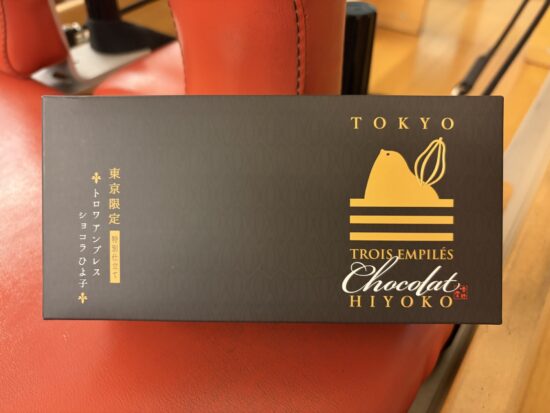 TOKYO
TROIS EMPILÉS
Chocolat
HIYOKO
東京限定
特別仕立て
トロワアンプレス
ショコラ ひよ子